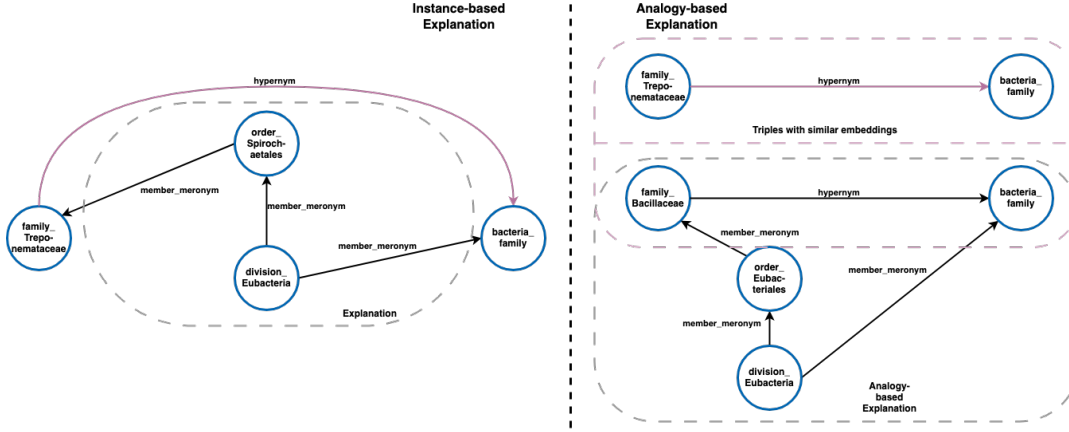 Instance-based
Explanation
hypernym
order_
Spiroch-
aetales
member_meronym
member_meronym
family_
Trepo-
nemataceae
member_meronym
bacteria_
family
division_
Eubacteria
Explanation
Analogy-based
Explanation
family_
Trepo-
nemataceae
hypernym
bacteria_
family
Triples with similar embeddings
family_
Bacillaceae
hypernym
bacteria_
family
member_meronym
order_
Eubac-
teriales
member_meronym
member_meronym
division_
Eubacteria
Analogy-
based
Explanation